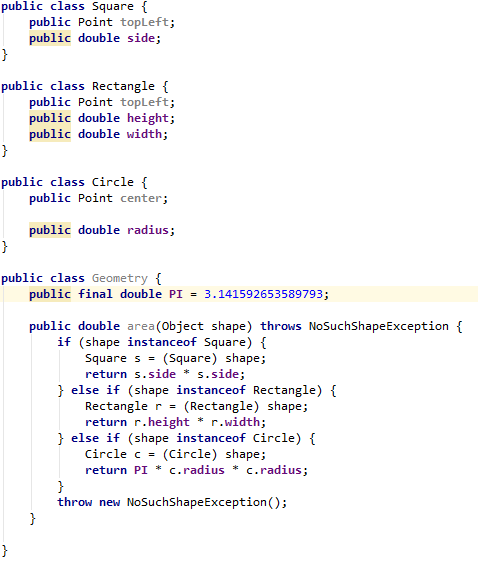 public class Square {
    public Point topLeft;
    public double side;
}

public class Rectangle {
    public Point topLeft;
    public double height;
    public double width;
}

public class Circle {
    public Point center;

    public double radius;
}

public class Geometry {
    public final double PI = 3.141592653589793;

    public double area(Object shape) throws NoSuchShapeException {
        if (shape instanceof Square) {
            Square s = (Square) shape;
            return s.side * s.side;
        } else if (shape instanceof Rectangle) {
            Rectangle r = (Rectangle) shape;
            return r.height * r.width;
        } else if (shape instanceof Circle) {
            Circle c = (Circle) shape;
            return PI * c.radius * c.radius;
        }
        throw new NoSuchShapeException();
    }

}